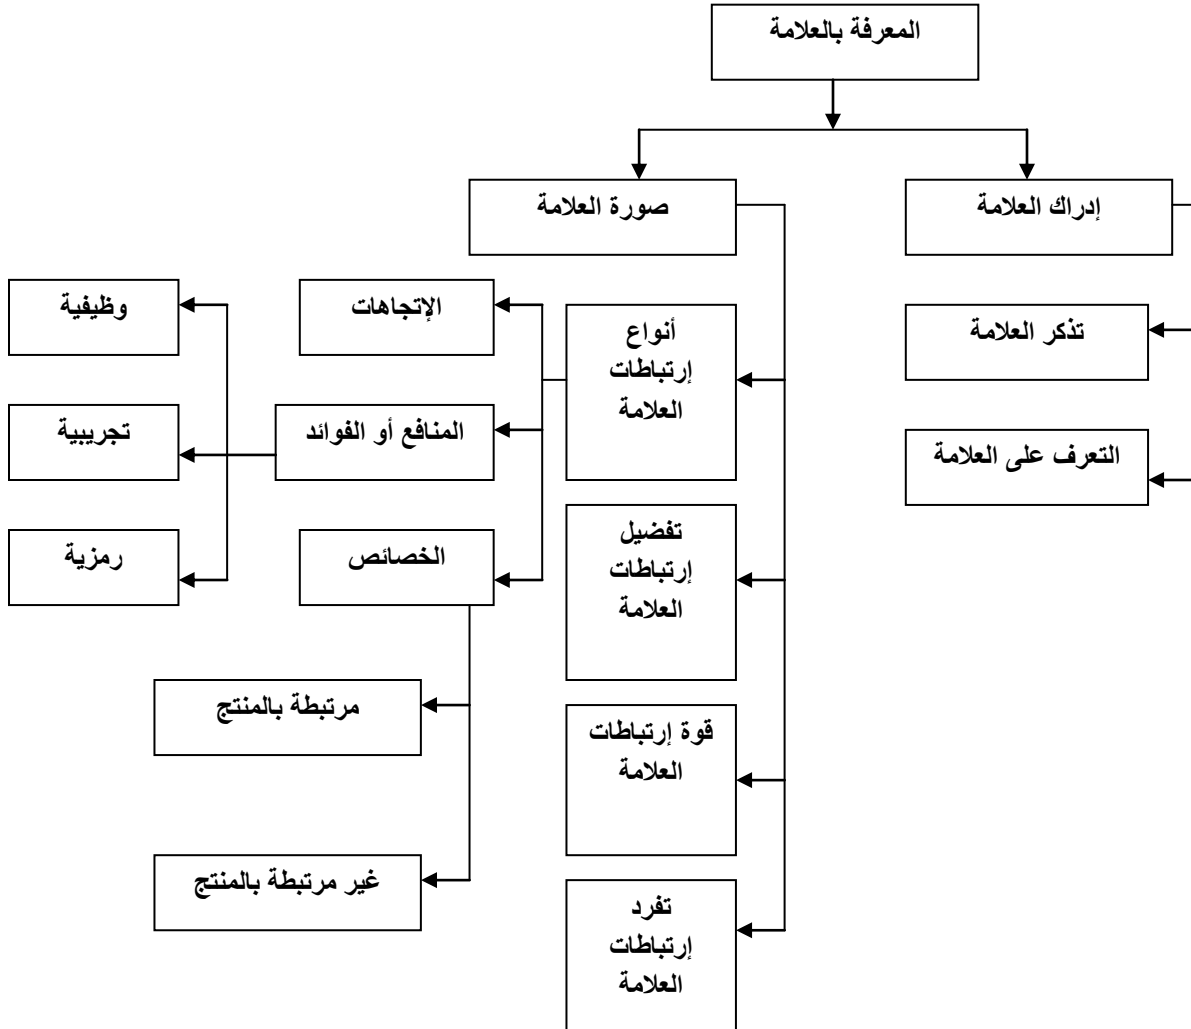 المعرفة بالعلامة
إدراك العلامة
صورة العلامة
تذكر العلامة
أنواع
إرتباطات
العلامة
الإتجاهات
وظيفية
التعرف على العلامة
المنافع أو الفوائد
تجريبية
تفضيل
إرتباطات
العلامة
الخصائص
رمزية
قوة إرتباطات
العلامة
مرتبطة بالمنتج
تفرد
إرتباطات
العلامة
غير مرتبطة بالمنتج